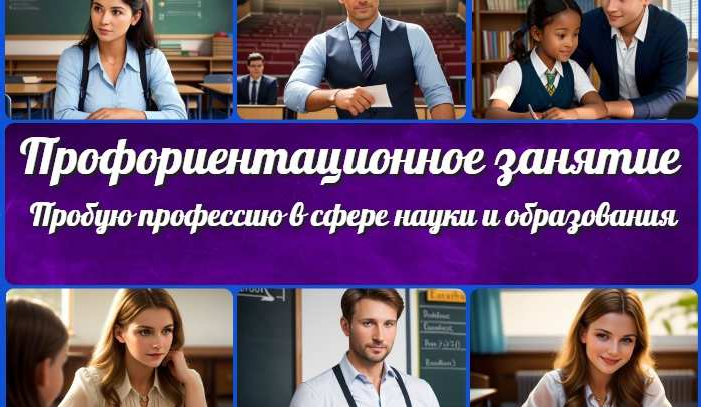 Профориентационное занятие
Пробую профессию в сфере науки и образования